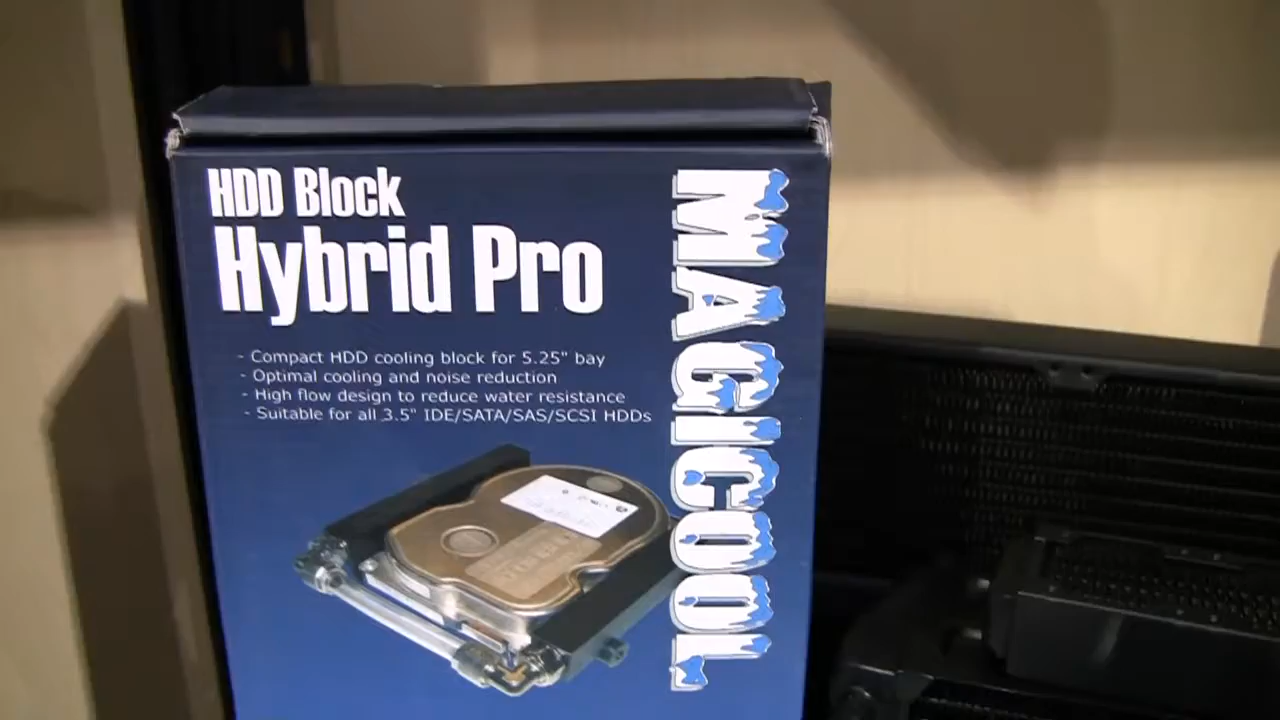 HDD Block
Hybrid Pro
- Compact HDD cooling block for 5.25" bay
- Optimal cooling and noise reduction
- High flow design to reduce water resistance
- Suitable for all 3.5" IDE/SATA/SAS/SCSI HDDs
MAGICOOL